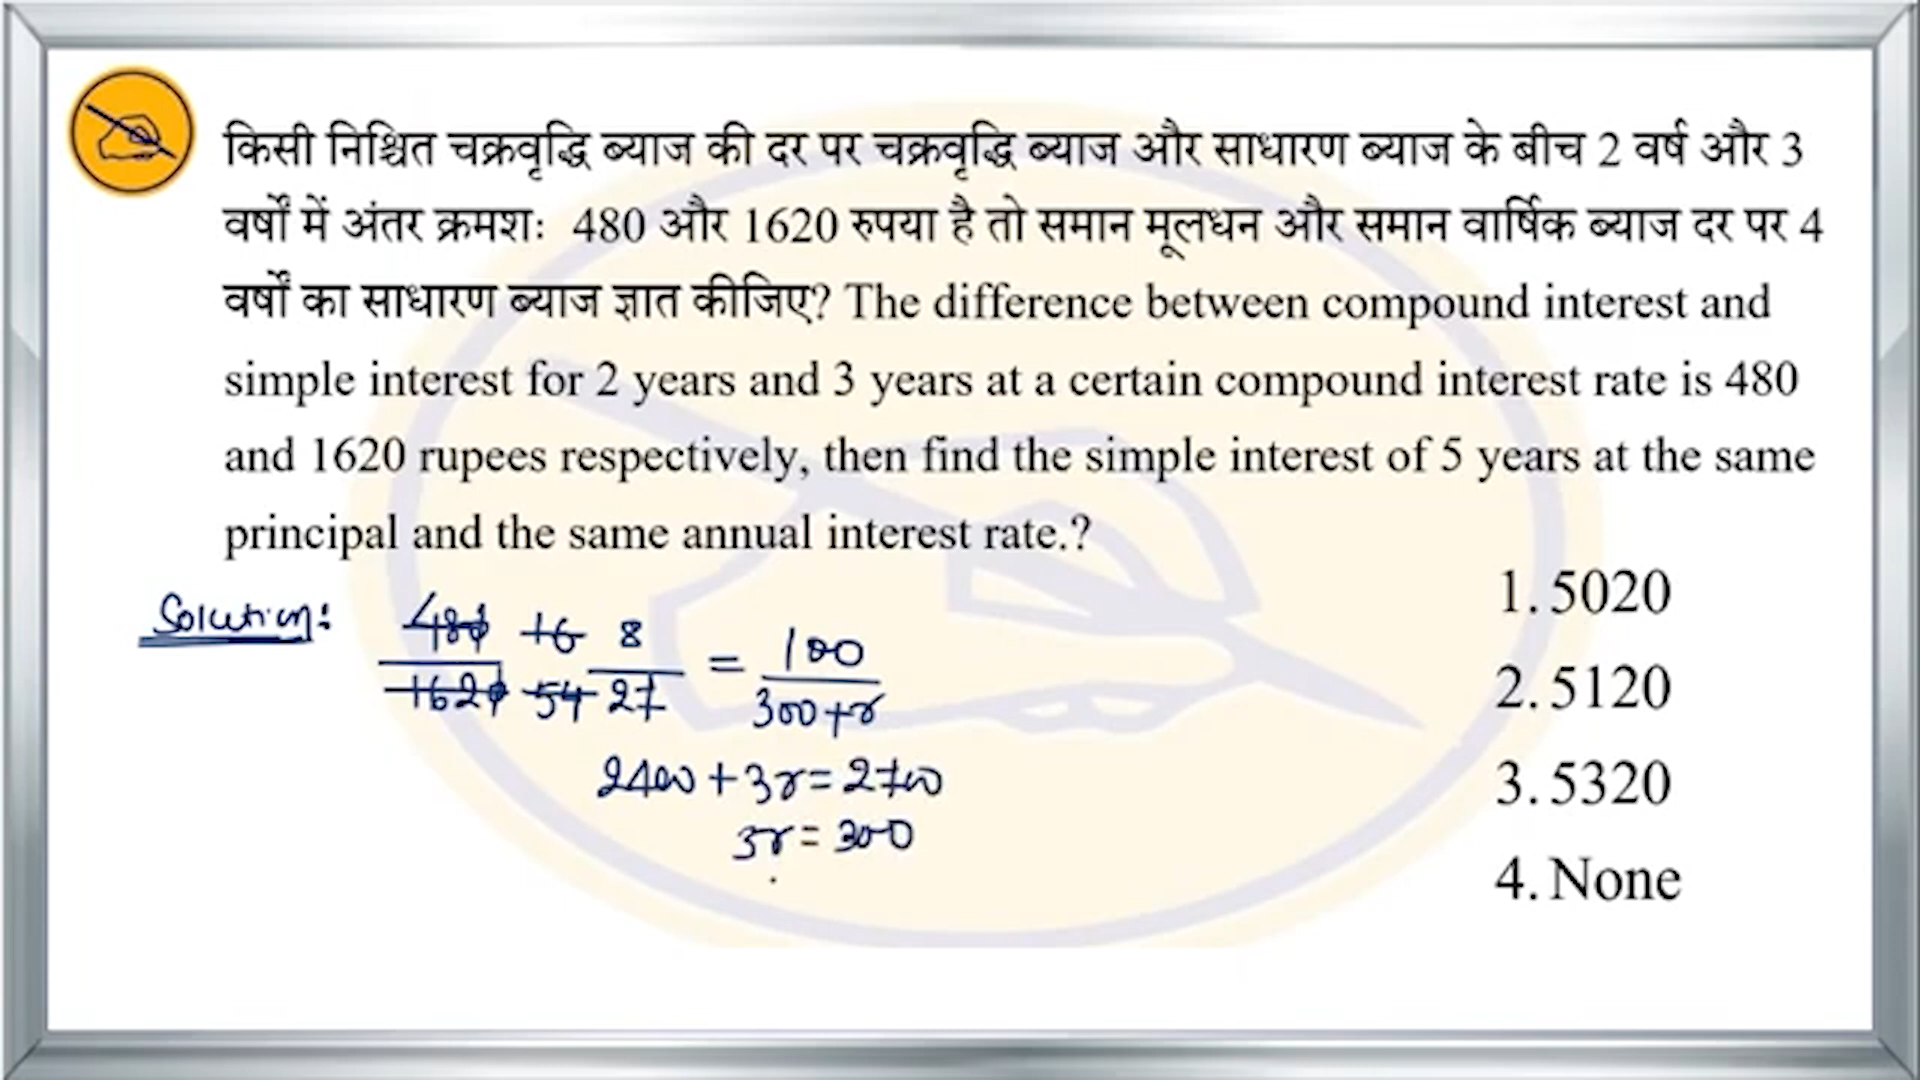 किसी निश्चित चक्रवृद्धि ब्याज की दर पर चक्रवृद्धि ब्याज और साधारण ब्याज के बीच 2 वर्ष और 3
वर्षों में अंतर क्रमशः 480 और 1620 रुपया है तो समान मूलधन और समान वार्षिक ब्याज दर पर 4
वर्षों का साधारण ब्याज ज्ञात कीजिए? The difference between compound interest and
simple interest for 2 years and 3 years at a certain compound interest rate is 480
and 1620 rupees respectively, then find the simple interest of 5 years at the same
principal and the same annual interest rate.?
1. 5020
2. 5120
3. 5320
4. None
Solution:
480 16 8 = 100
1620 54 27 300+r
2400 + 3r = 2700
3r = 300